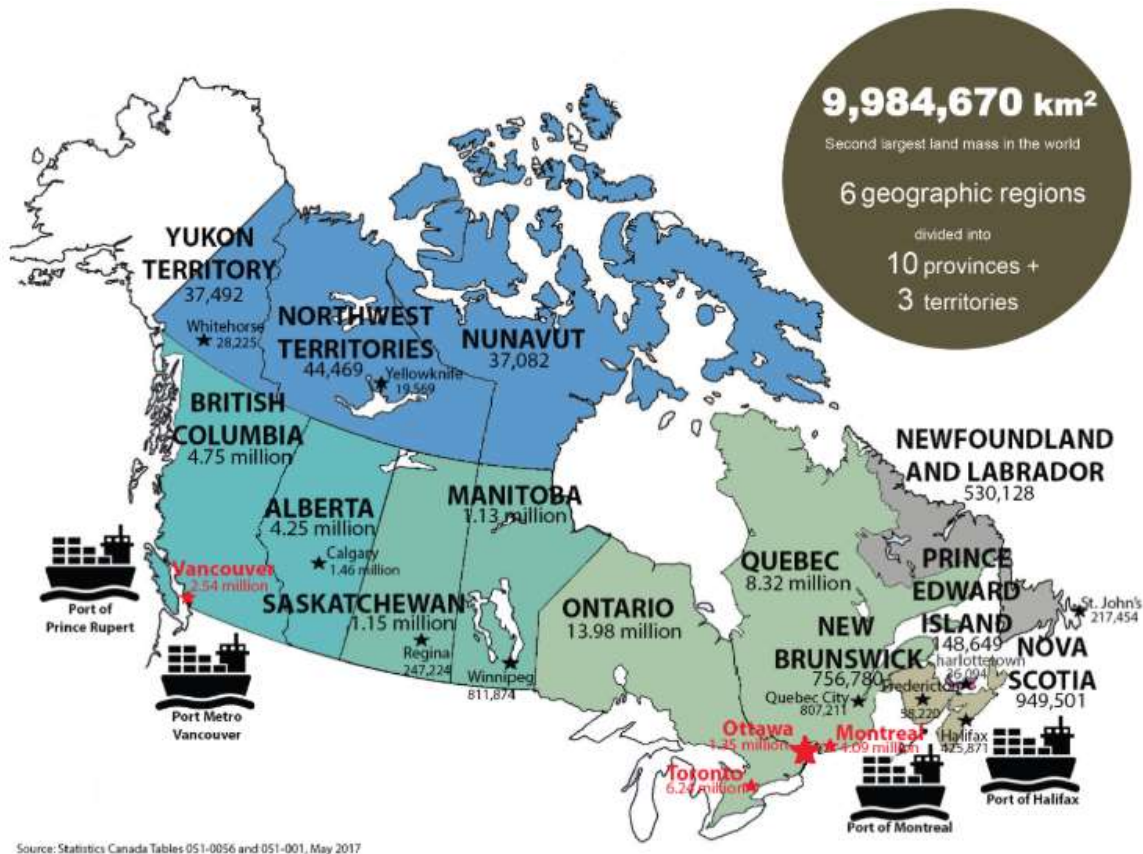 9,984,670 km²
Second largest land mass in the world
6 geographic regions
divided into
10 provinces +
3 territories
YUKON
TERRITORY
37,492
Whitehorse
28,225
NORTHWEST
TERRITORIES
44,469
Yellowknife
19,569
NUNAVUT
37,082
BRITISH
COLUMBIA
4.75 million
ALBERTA
4.25 million
Calgary
1.46 million
MANITOBA
1.13 million
SASKATCHEWAN
1.15 million
Regina
247,224
Winnipeg
811,874
Vancouver
2.54 million
Port of
Prince Rupert
Port Metro
Vancouver
ONTARIO
13.98 million
QUEBEC
8.32 million
Quebec City
807,211
NEWFOUNDLAND
AND LABRADOR
530,128
St. John's
217,454
PRINCE
EDWARD
ISLAND
148,649
harlottetown
36,094
NEW
BRUNSWICK
756,780
Fredericton
58,220
NOVA
SCOTIA
949,501
Halifax
425,871
Ottawa
1.35 million
Montreal
4.09 million
Toronto
6.24 million
Port of Montreal
Port of Halifax
Source: Statistics Canada Tables 051-0056 and 051-001, May 2017